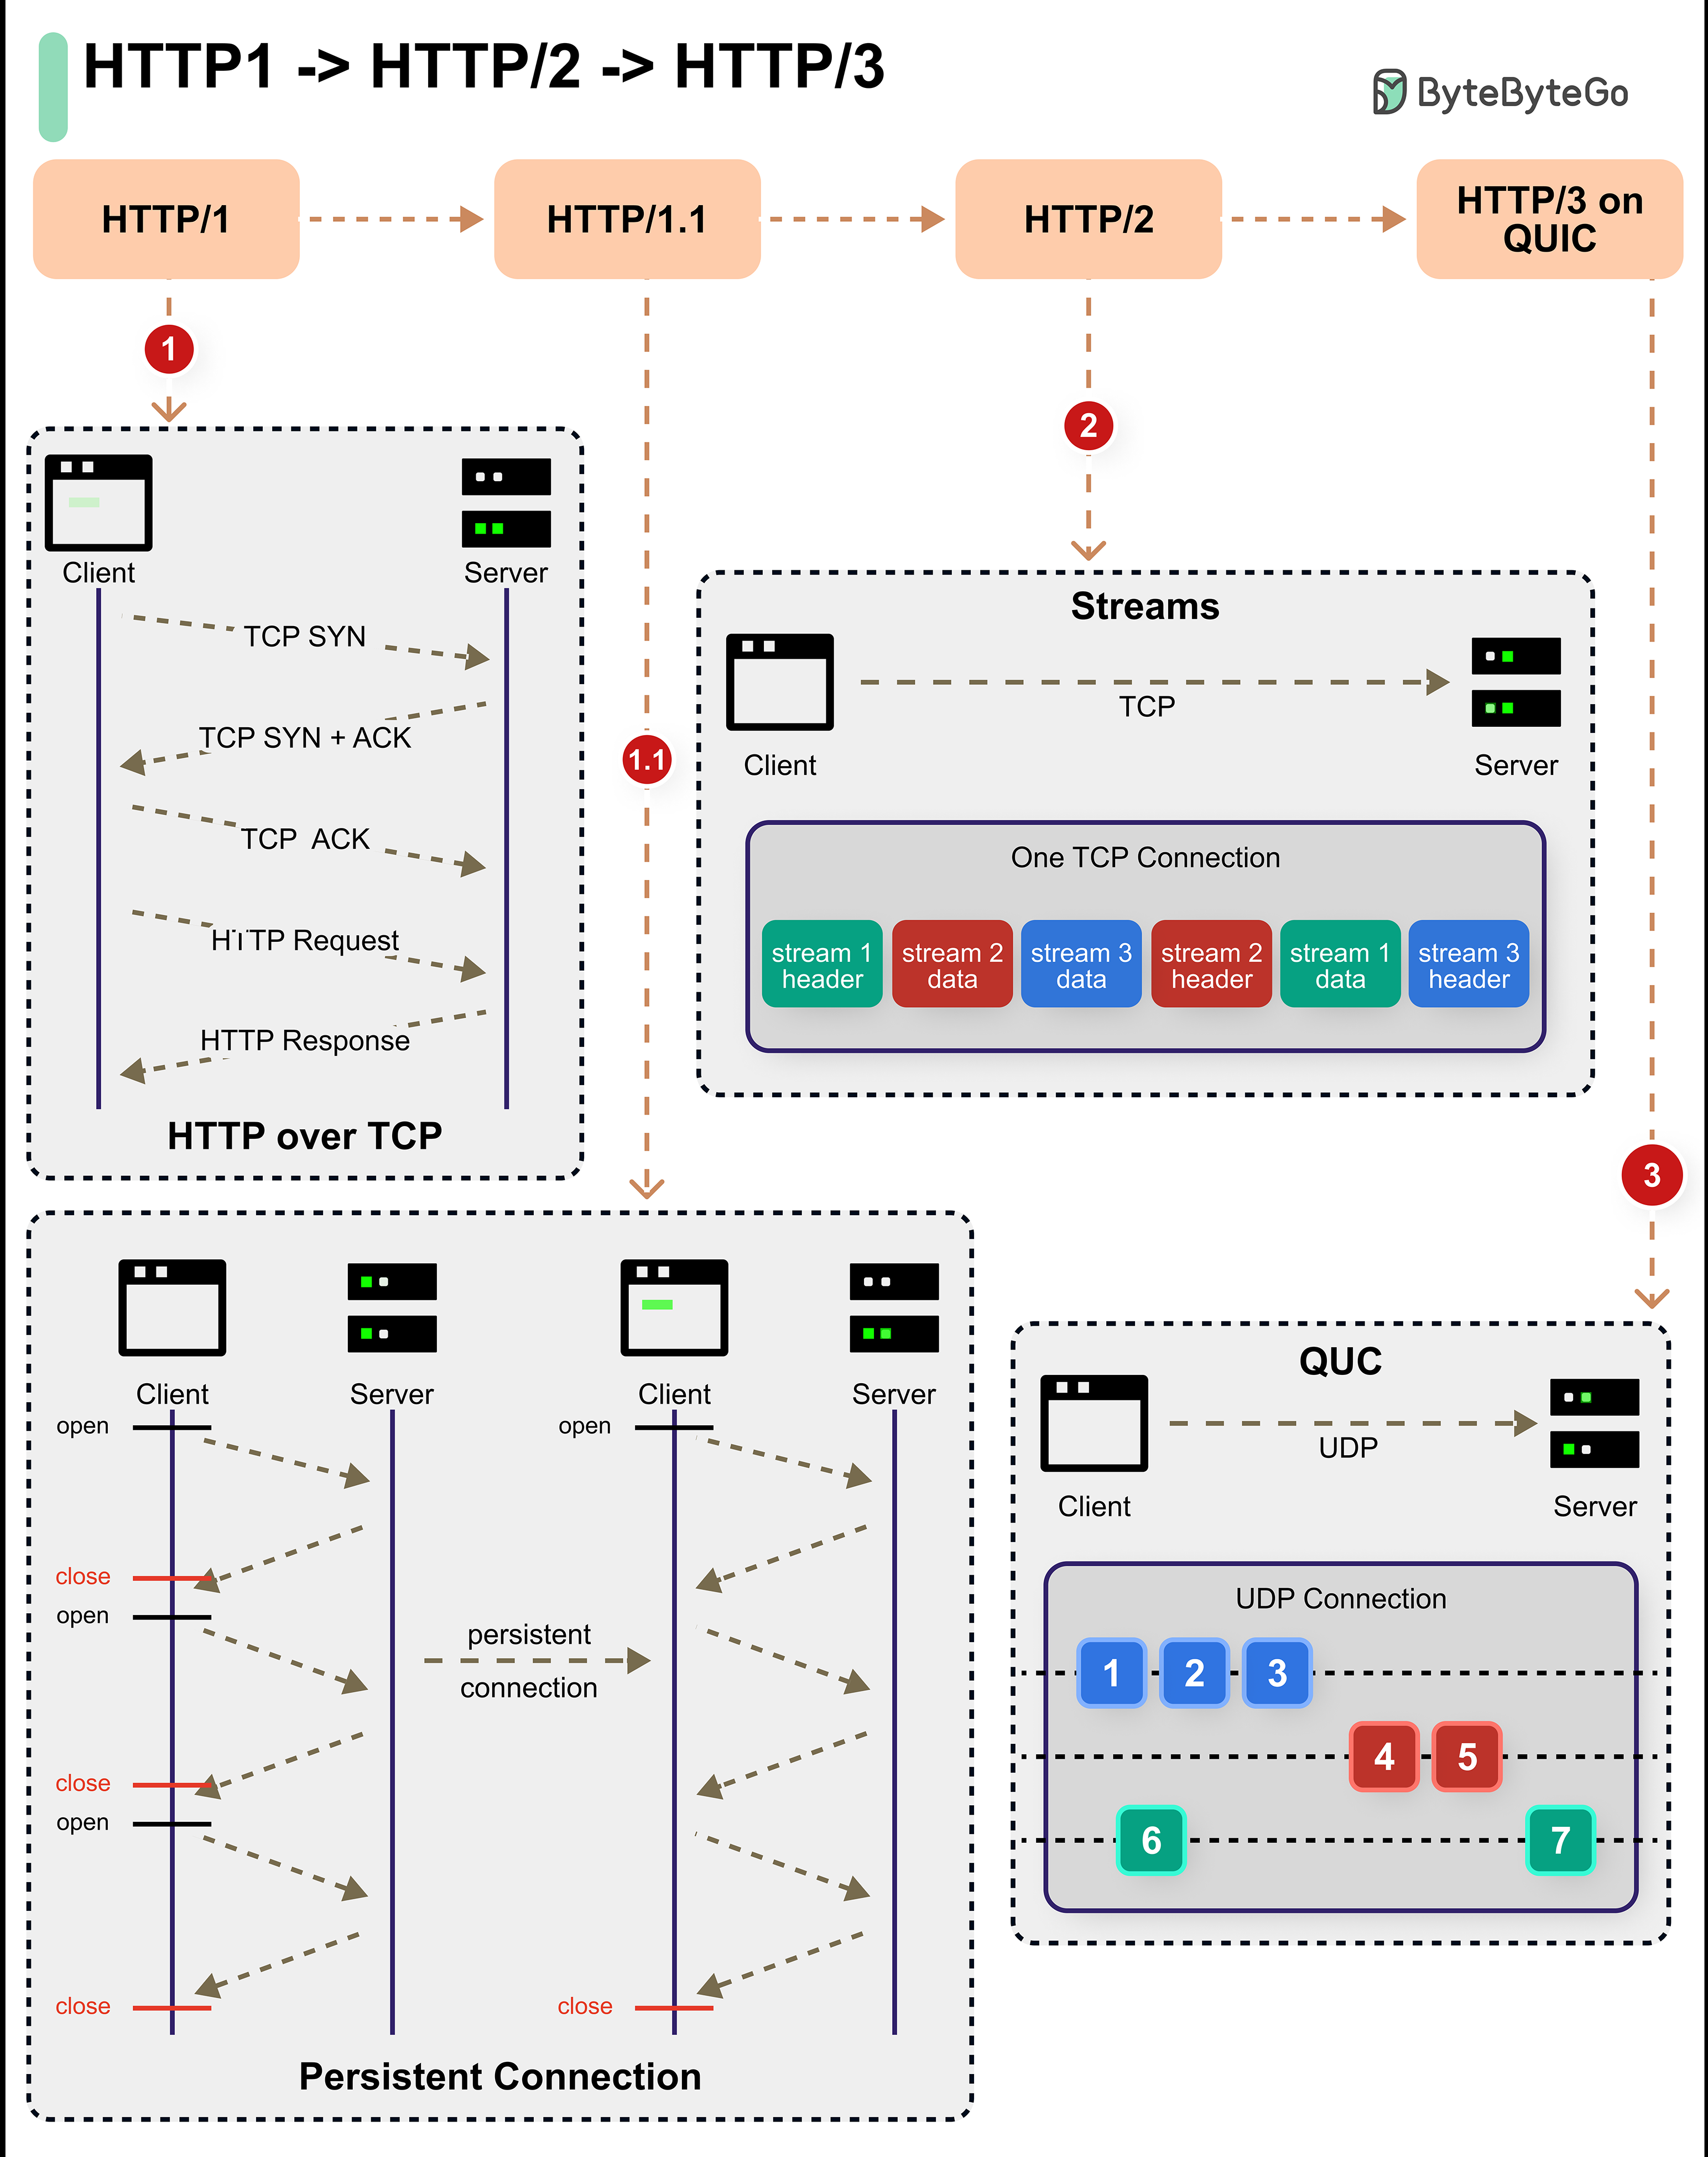 HTTP1 -> HTTP/2 -> HTTP/3
ByteByteGo
HTTP/1
HTTP/1.1
HTTP/2
HTTP/3 on
QUIC
1
2
1.1
3
Client
Server
TCP SYN
TCP SYN + ACK
TCP ACK
HTTP Request
HTTP Response
HTTP over TCP
Streams
TCP
Client
Server
One TCP Connection
stream 1
header
stream 2
data
stream 3
data
stream 2
header
stream 1
data
stream 3
header
Client
Server
open
close
open
close
open
close
persistent
connection
Client
Server
open
close
Persistent Connection
QUC
UDP
Client
Server
UDP Connection
1 2 3
4 5
6 7